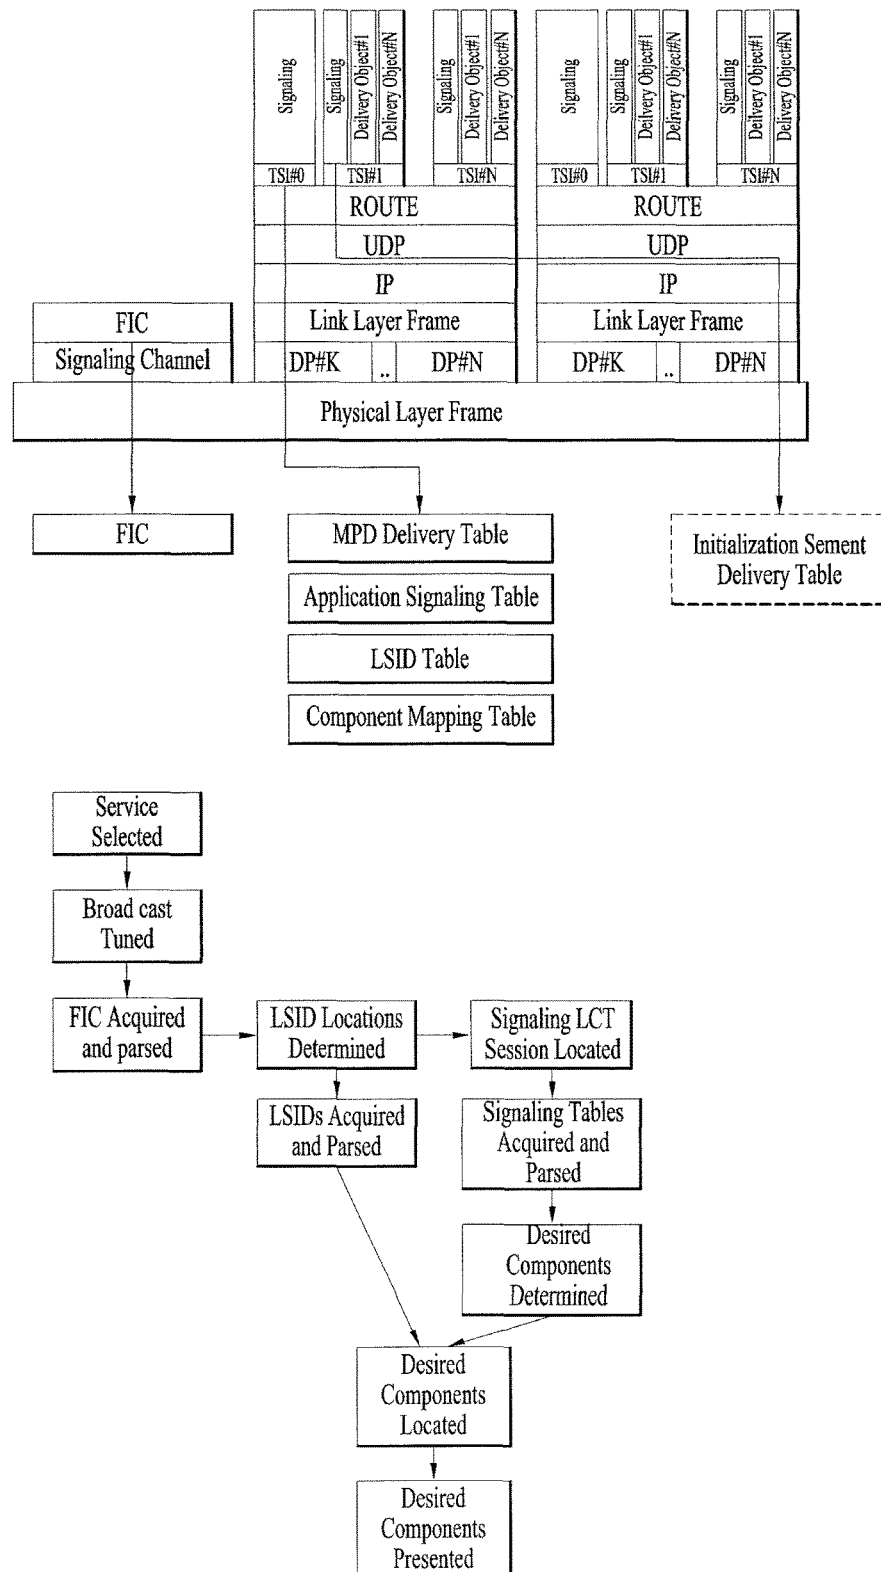 Signaling
Signaling
Deilvery Object#1
Delivery Object#N
Signaling
Deilvery Object#1
Delivery Object#N
Signaling
Signaling
Deilvery Object#1
Delivery Object#N
Signaling
Deilvery Object#1
Delivery Object#N
TSI#0
TSI#1
TSI#N
TSI#0
TSI#1
TSI#N
ROUTE
ROUTE
UDP
UDP
IP
IP
FIC
Link Layer Frame
Link Layer Frame
Signaling Channel
DP#K
..
DP#N
DP#K
..
DP#N
Physical Layer Frame
FIC
MPD Delivery Table
Initialization Sement
Delivery Table
Application Signaling Table
LSID Table
Component Mapping Table
Service
Selected
Broad cast
Tuned
FIC Acquired
and parsed
LSID Locations
Determined
Signaling LCT
Session Located
LSIDs Acquired
and Parsed
Signaling Tables
Acquired and
Parsed
Desired
Components
Determined
Desired
Components
Located
Desired
Components
Presented